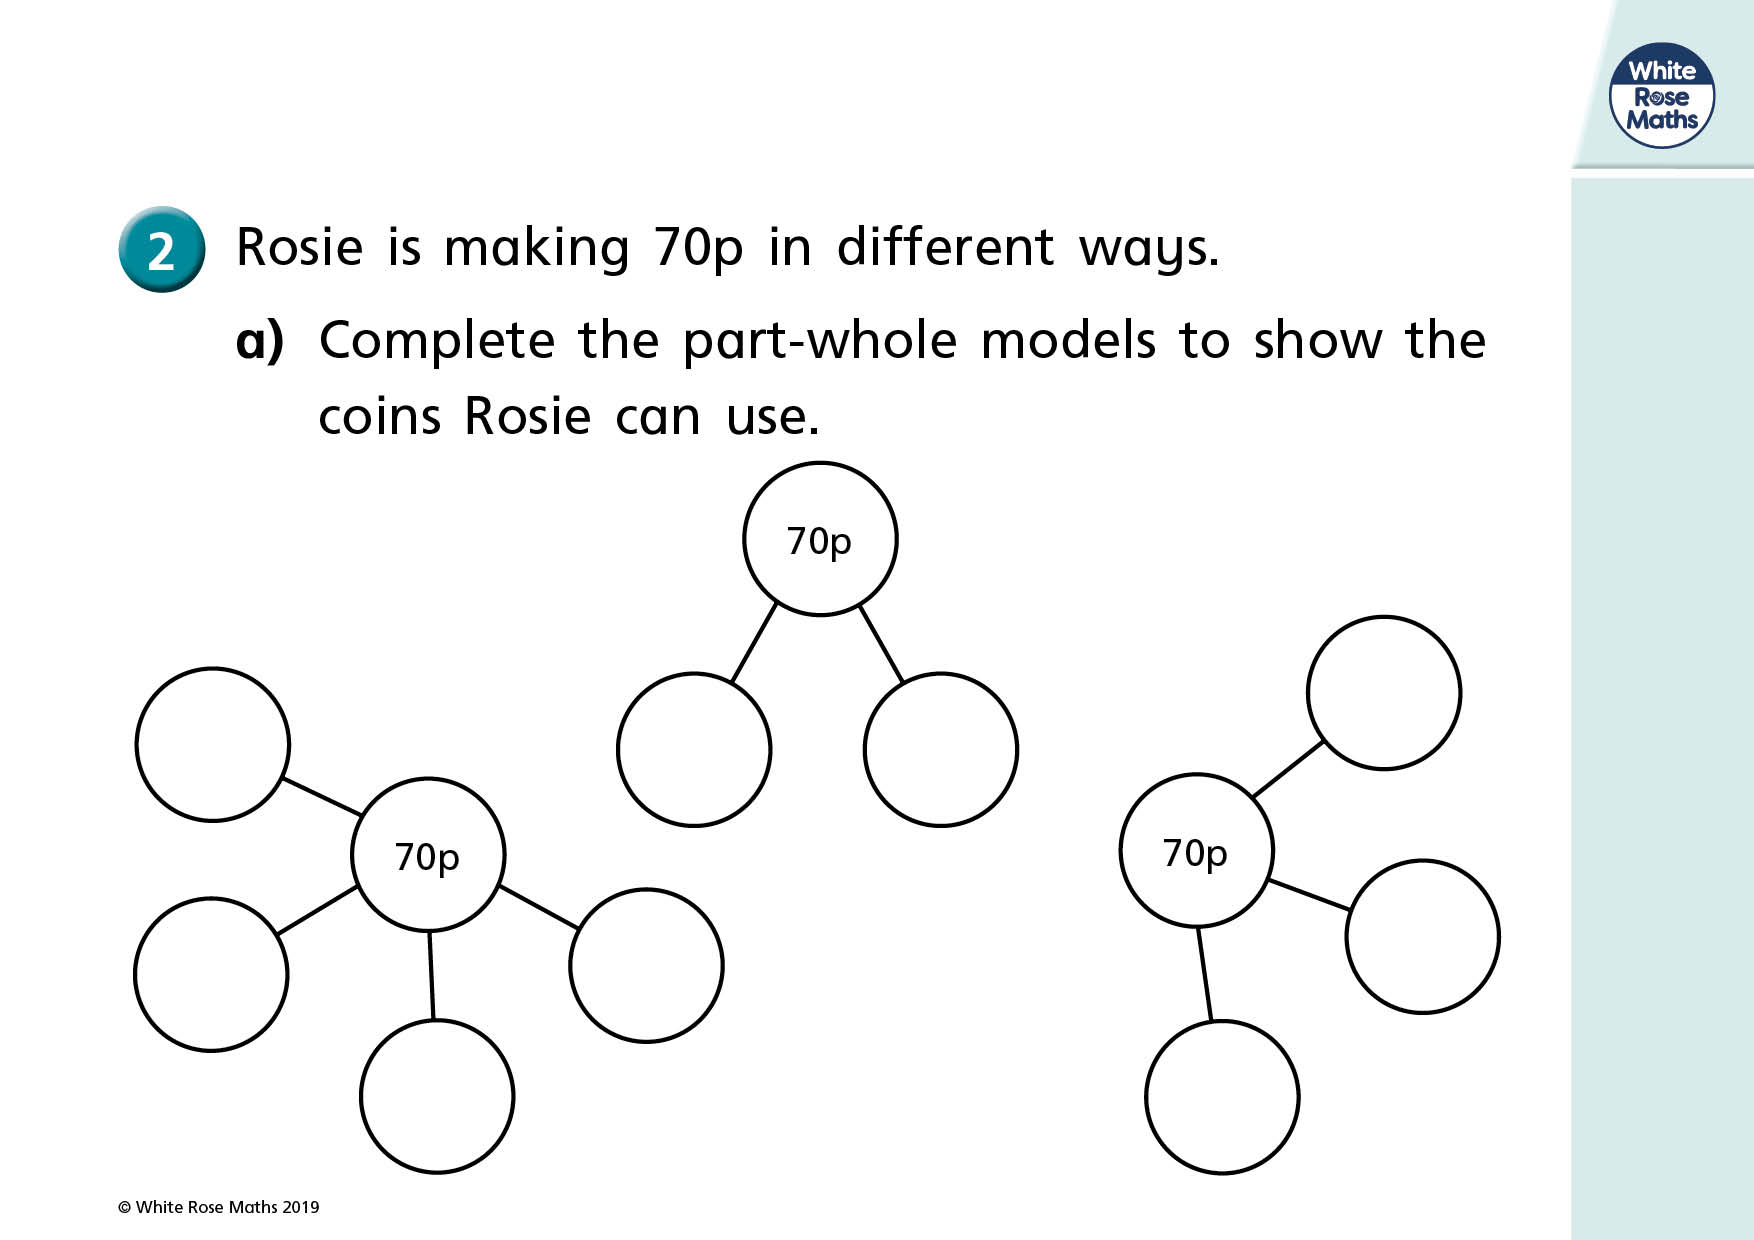 White
Rose
Maths
2 Rosie is making 70p in different ways.
a) Complete the part-whole models to show the
coins Rosie can use.
70p
70p
70p
© White Rose Maths 2019